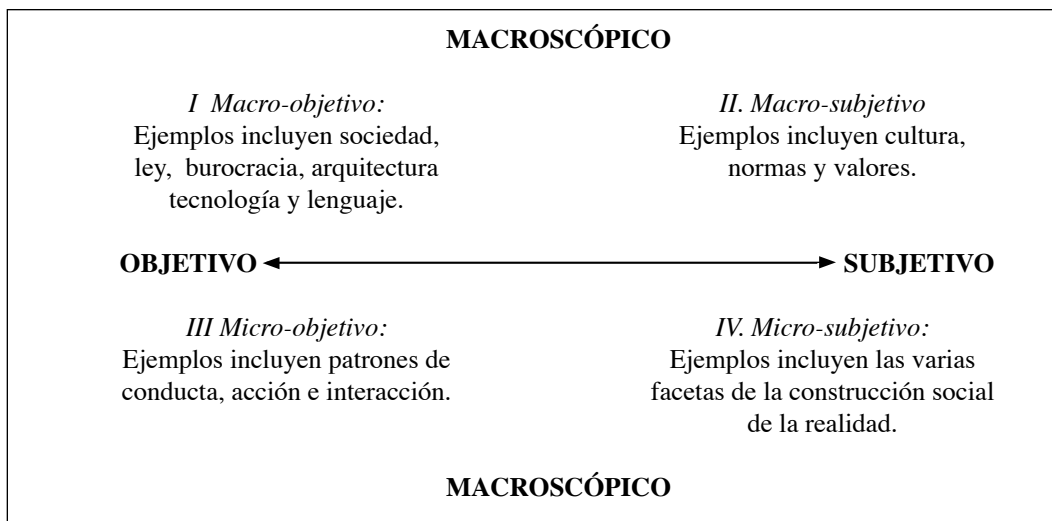 MACROSCÓPICO
I Macro-objetivo:
Ejemplos incluyen sociedad,
ley, burocracia, arquitectura
tecnología y lenguaje.
II. Macro-subjetivo
Ejemplos incluyen cultura,
normas y valores.
OBJETIVO
SUBJETIVO
III Micro-objetivo:
Ejemplos incluyen patrones de
conducta, acción e interacción.
IV. Micro-subjetivo:
Ejemplos incluyen las varias
facetas de la construcción social
de la realidad.
MACROSCÓPICO